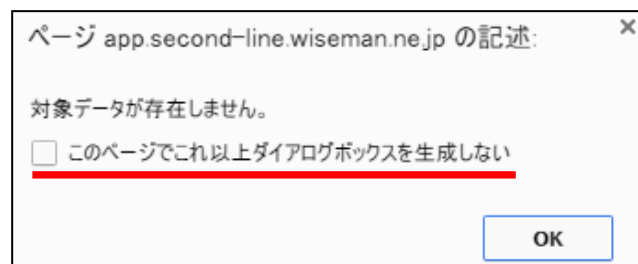 ページ app.second-line.wiseman.ne.jp の記述:
対象データが存在しません。
このページでこれ以上ダイアログボックスを生成しない
OK